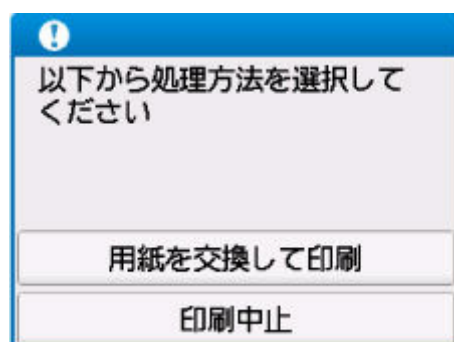 以下から処理方法を選択して
ください
用紙を交換して印刷
印刷中止